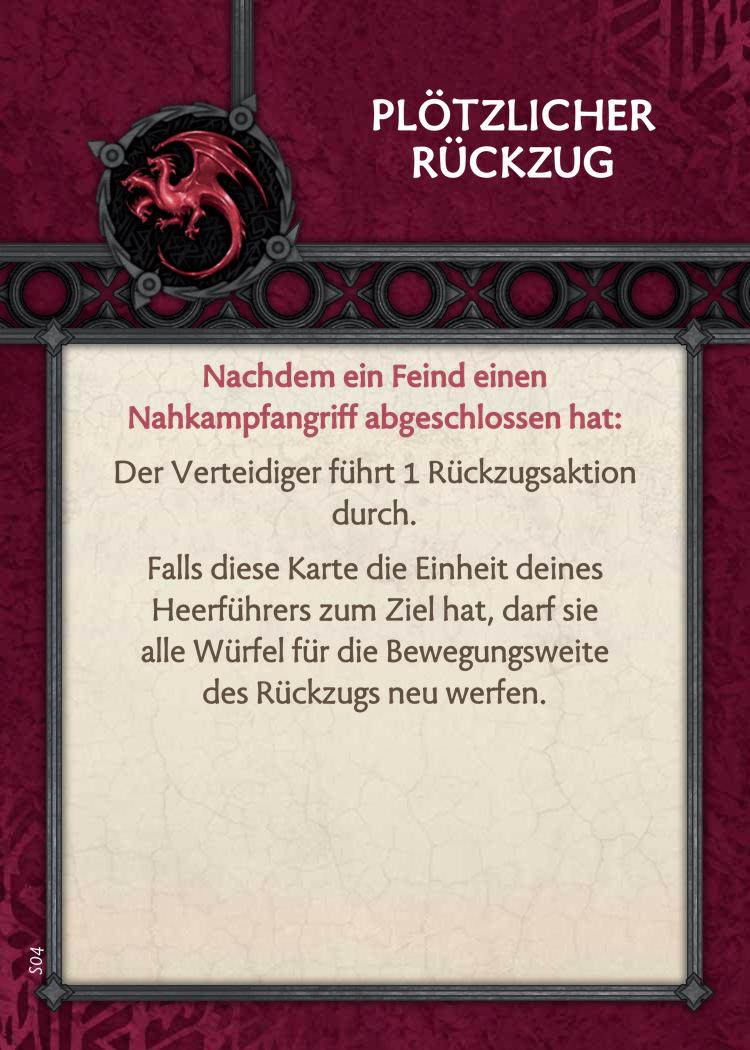 PLÖTZLICHER
RÜCKZUG
Nachdem ein Feind einen
Nahkampfangriff abgeschlossen hat:
Der Verteidiger führt 1 Rückzugsaktion
durch.
Falls diese Karte die Einheit deines
Heerführers zum Ziel hat, darf sie
alle Würfel für die Bewegungsweite
des Rückzugs neu werfen.
S04